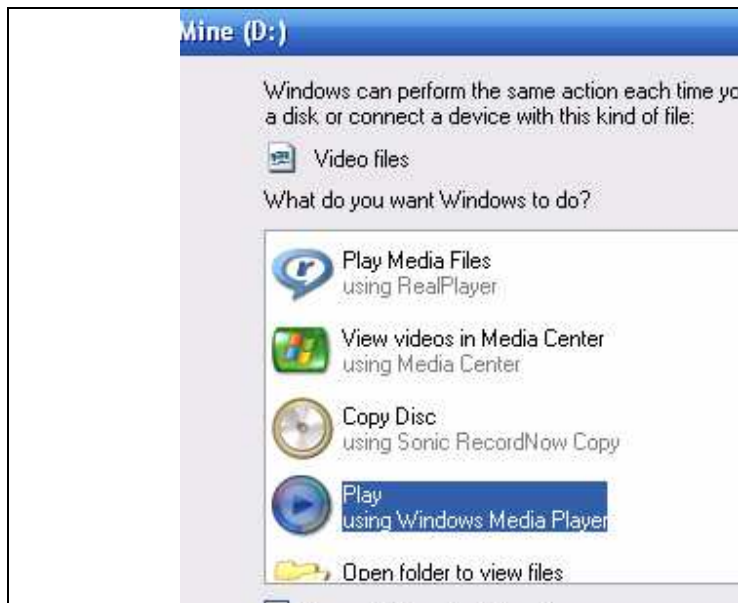 Mine (D:)
Windows can perform the same action each time yo
a disk or connect a device with this kind of file:
Video files
What do you want Windows to do?
Play Media Files
using RealPlayer
View videos in Media Center
using Media Center
Copy Disc
using Sonic RecordNow Copy
Play
using Windows Media Player
Open folder to view files